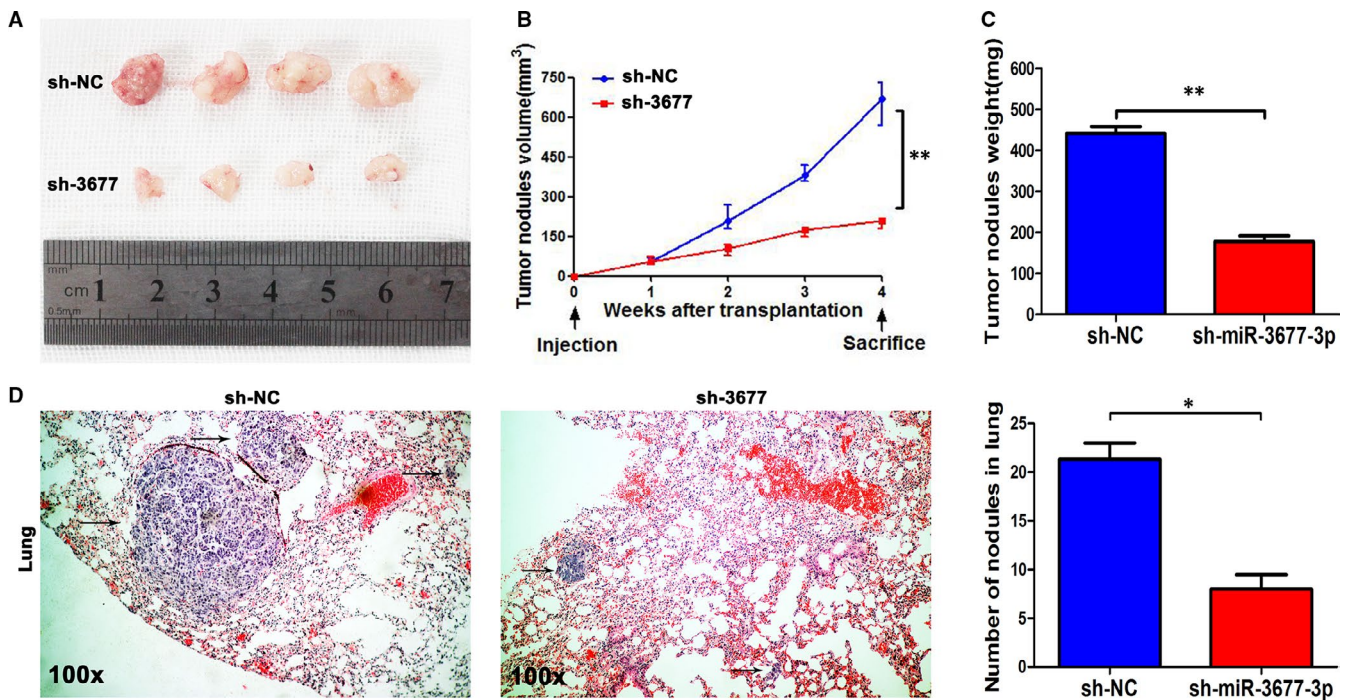 A
sh-NC
sh-3677
mm
cm 1 2 3 4 5 6 7
0.5mm
mm
B
Tumor nodules volume(mm3)
750
600
450
300
150
0
sh-NC
sh-3677
**
0 1 2 3 4
Weeks after transplantation
Injection
Sacrifice
C
Tumor nodules weight(mg)
600
500
400
300
200
100
0
**
sh-NC sh-miR-3677-3p
D
sh-NC
sh-3677
Lung
100x
100x
Number of nodules in lung
25
20
15
10
5
0
*
sh-NC sh-miR-3677-3p